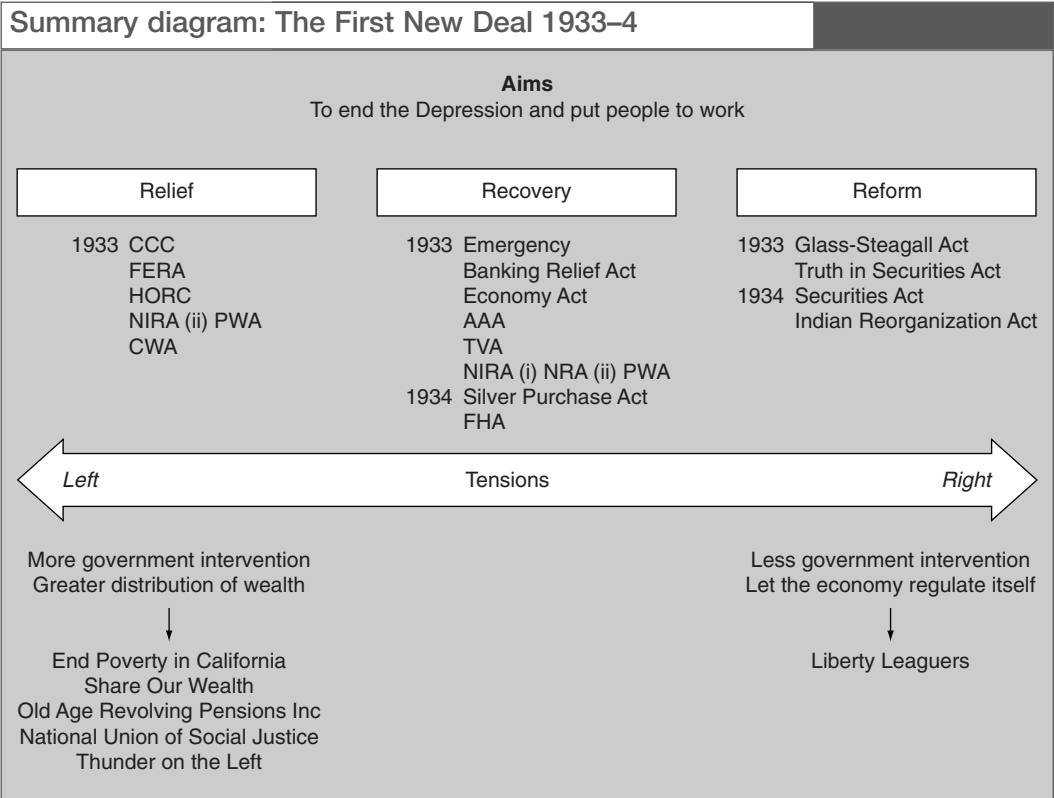 Summary diagram: The First New Deal 1933–4
Aims
To end the Depression and put people to work
Relief
1933 CCC
FERA
HORC
NIRA (ii) PWA
CWA
Recovery
1933 Emergency
Banking Relief Act
Economy Act
AAA
TVA
NIRA (i) NRA (ii) PWA
1934 Silver Purchase Act
FHA
Reform
1933 Glass-Steagall Act
Truth in Securities Act
1934 Securities Act
Indian Reorganization Act
Left Tensions Right
More government intervention
Greater distribution of wealth
End Poverty in California
Share Our Wealth
Old Age Revolving Pensions Inc
National Union of Social Justice
Thunder on the Left
Less government intervention
Let the economy regulate itself
Liberty Leaguers